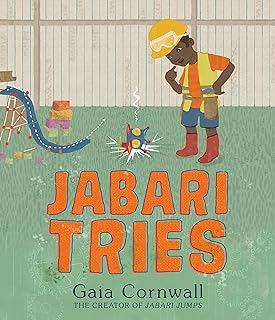 JABARI
TRIES
Gaia Cornwall
THE CREATOR OF JABARI JUMPS